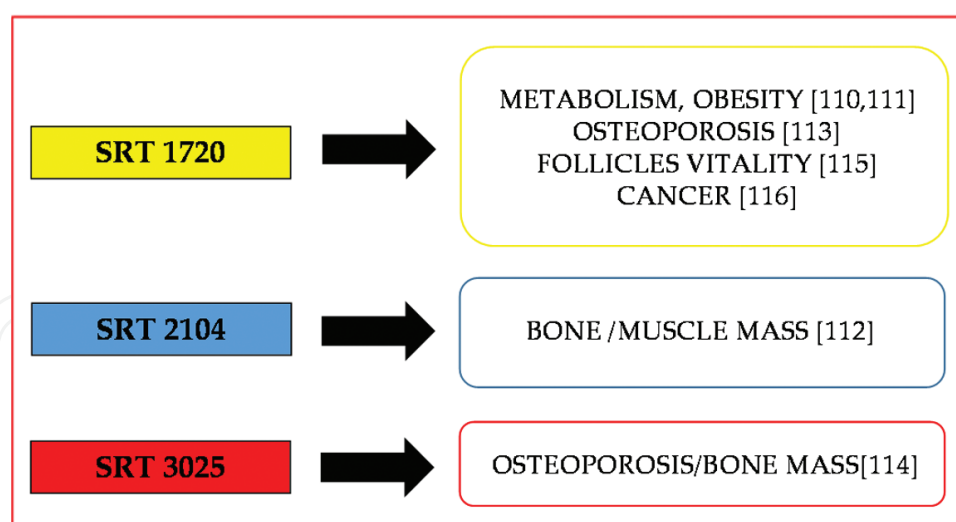 SRT 1720
METABOLISM, OBESITY [110,111]
OSTEOPOROSIS [113]
FOLLICLES VITALITY [115]
CANCER [116]
SRT 2104
BONE /MUSCLE MASS [112]
SRT 3025
OSTEOPOROSIS/BONE MASS[114]